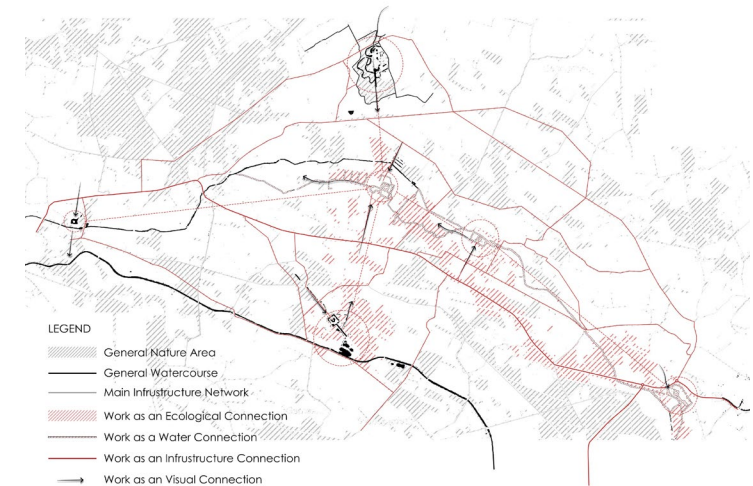 LEGEND
General Nature Area
General Watercourse
Main Infrustructure Network
Work as an Ecological Connection
Work as a Water Connection
Work as an Infrustructure Connection
Work as an Visual Connection